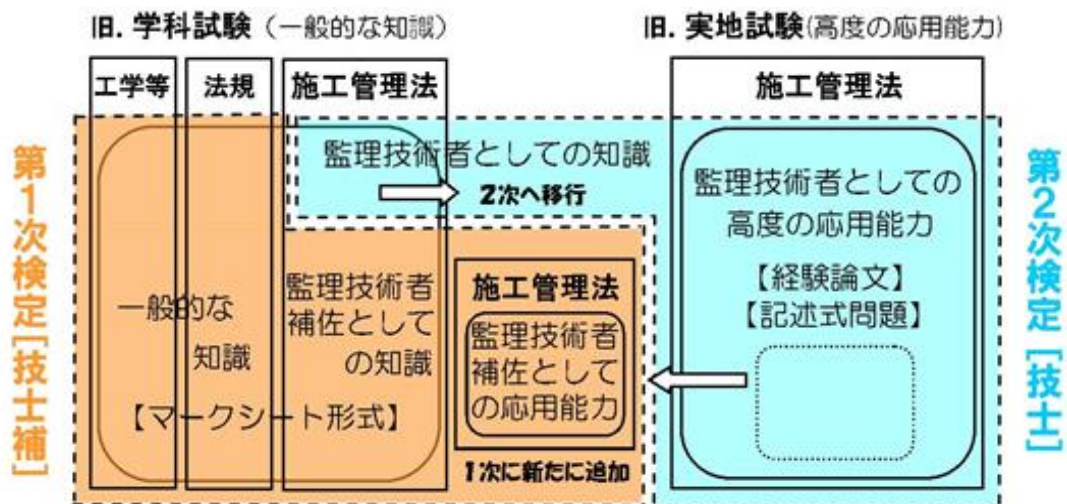 旧. 学科試験（一般的な知識）
旧. 実地試験(高度の応用能力)
工学等
法規
施工管理法
施工管理法
第1次検定[技士補]
監理技術者としての知識
2次へ移行
一般的な
知識
【マークシート形式】
監理技術者
補佐として
の知識
施工管理法
監理技術者
補佐として
の応用能力
1次に新たに追加
監理技術者としての
高度の応用能力
【経験論文】
【記述式問題】
第2次検定[技士]